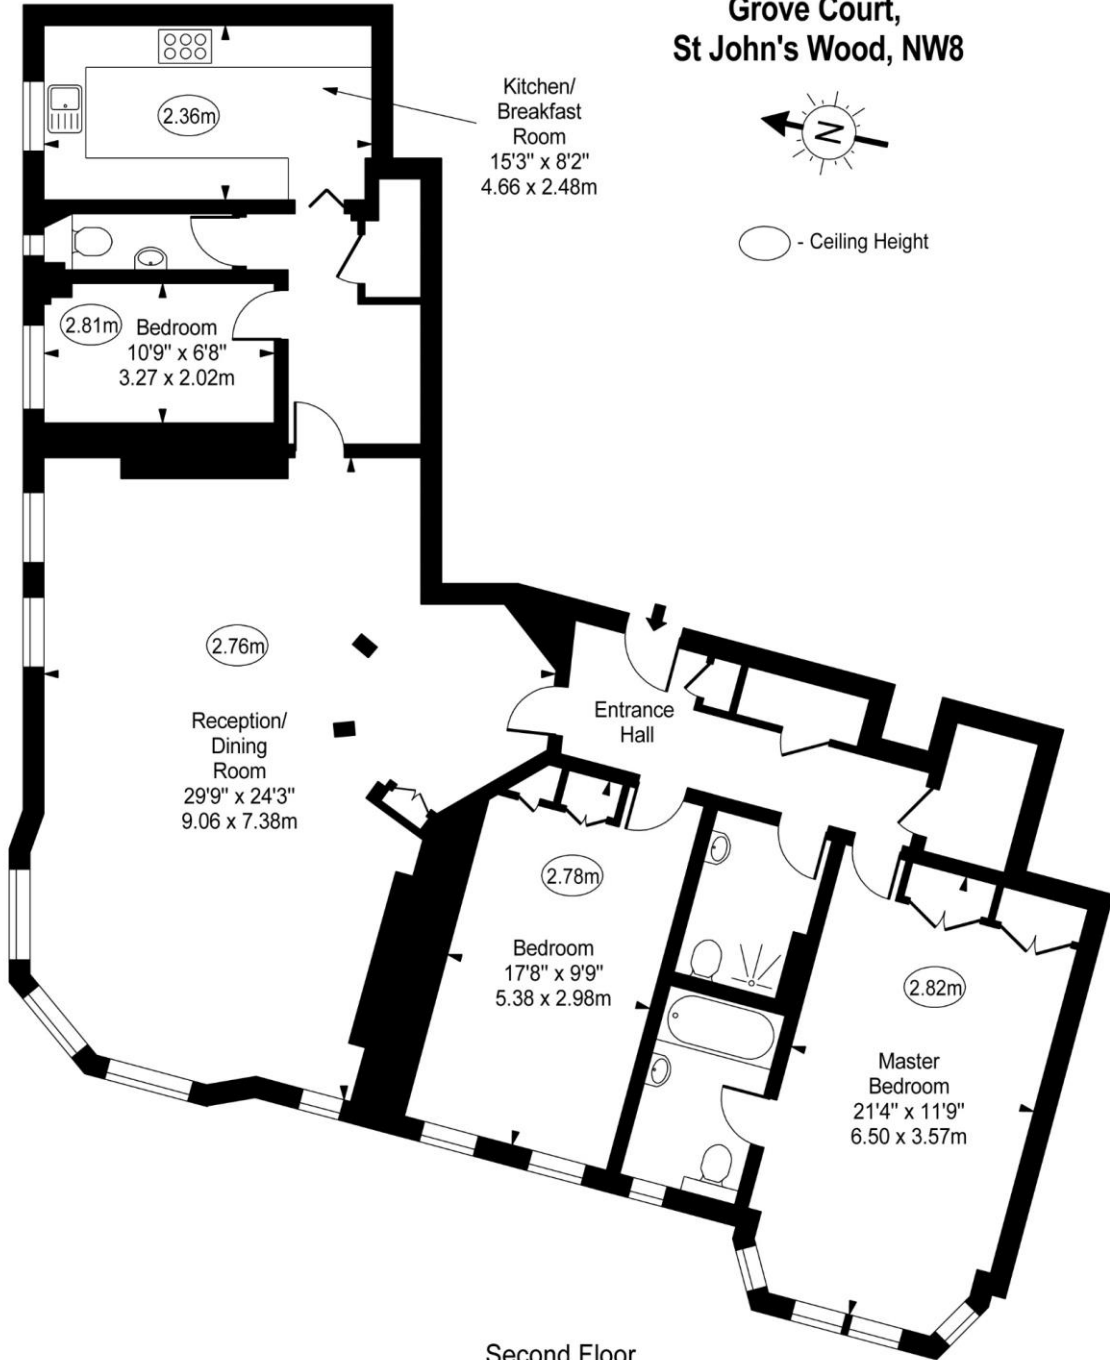 Grove Court,
St John's Wood, NW8
Kitchen/
Breakfast
Room
15'3" x 8'2"
4.66 x 2.48m
2.36m
N
- Ceiling Height
2.81m
Bedroom
10'9" x 6'8"
3.27 x 2.02m
2.76m
Reception/
Dining
Room
29'9" x 24'3"
9.06 x 7.38m
Entrance
Hall
2.78m
Bedroom
17'8" x 9'9"
5.38 x 2.98m
2.82m
Master
Bedroom
21'4" x 11'9"
6.50 x 3.57m
Second Floor